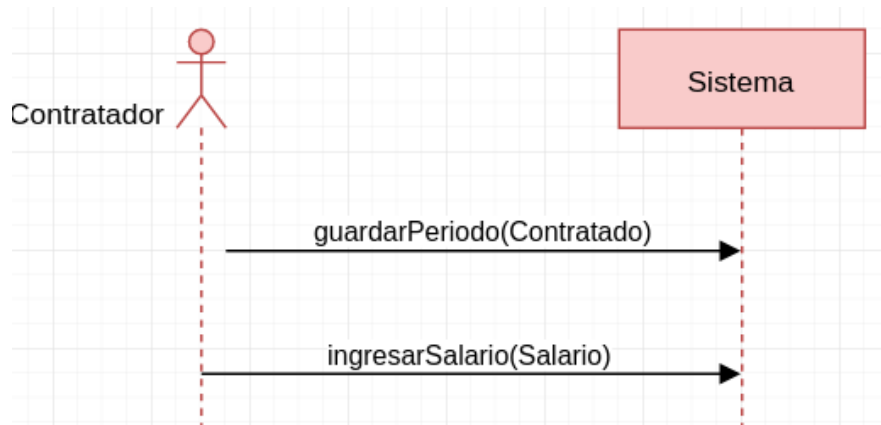 Sistema
Contratador
guardarPeriodo(Contratado)
ingresarSalario(Salario)